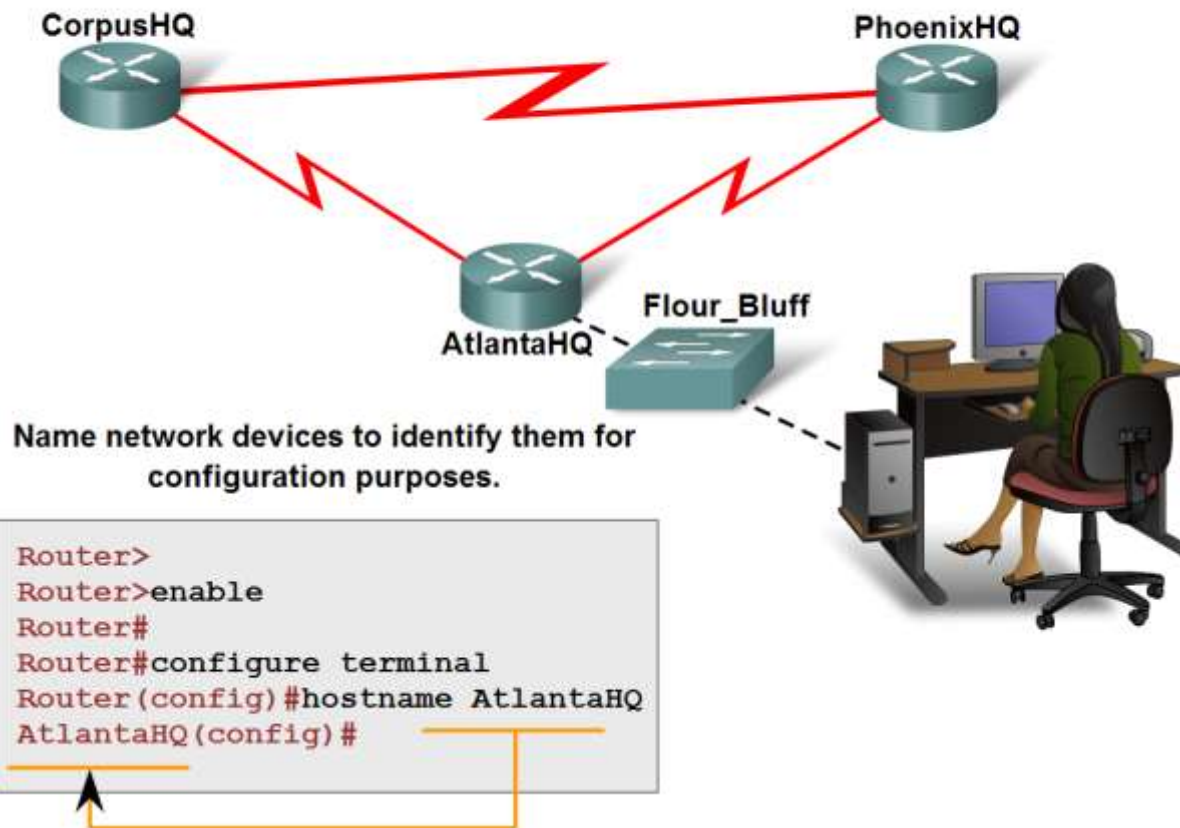 CorpusHQ
PhoenixHQ
Flour_Bluff
AtlantaHQ
Name network devices to identify them for
configuration purposes.
Router>
Router>enable
Router#
Router#configure terminal
Router(config)#hostname AtlantaHQ
AtlantaHQ(config)#